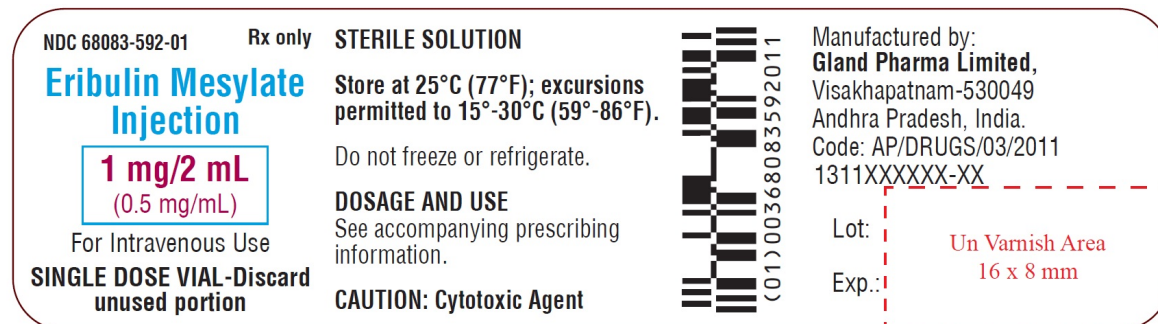 NDC 68083-592-01 Rx only
Eribulin Mesylate
Injection
1 mg/2 mL
(0.5 mg/mL)
For Intravenous Use
SINGLE DOSE VIAL-Discard
unused portion
STERILE SOLUTION
Store at 25°C (77°F); excursions
permitted to 15°-30°C (59°-86°F).
Do not freeze or refrigerate.
DOSAGE AND USE
See accompanying prescribing
information.
CAUTION: Cytotoxic Agent
(01)00368083592011
Manufactured by:
Gland Pharma Limited,
Visakhapatnam-530049
Andhra Pradesh, India.
Code: AP/DRUGS/03/2011
1311XXXXXX-XX
Lot:
Exp.:
Un Varnish Area
16 x 8 mm